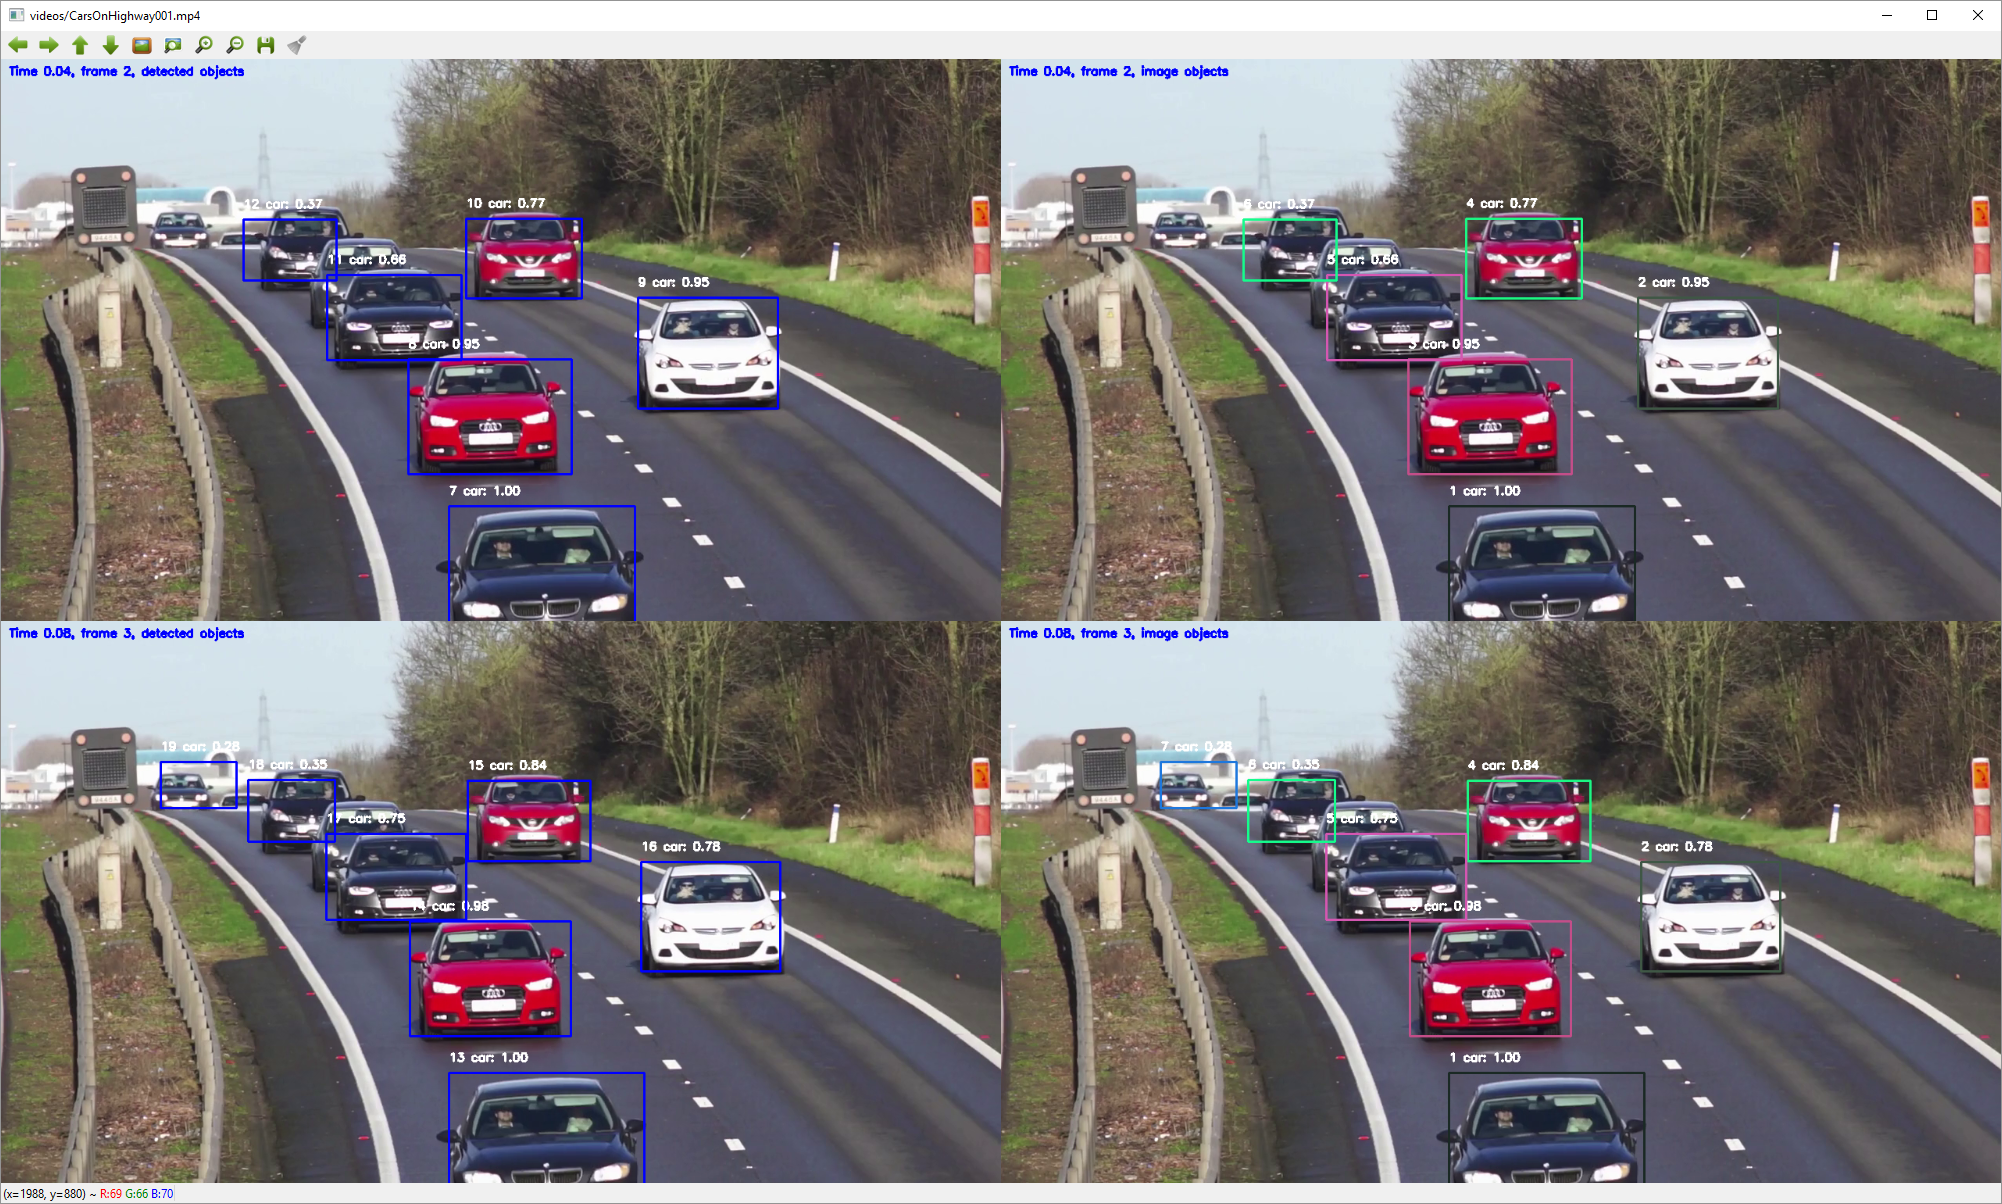 videos/CarsOnHighway001.mp4
Time 0.04, frame 2, detected objects
12 car: 0.37
10 car: 0.77
11 car: 0.66
9 car: 0.95
8 car: 0.95
7 car: 1.00
Time 0.04, frame 2, image objects
6 car: 0.37
4 car: 0.77
5 car: 0.66
2 car: 0.95
3 car: 0.95
1 car: 1.00
Time 0.08, frame 3, detected objects
19 car: 0.28
18 car: 0.35
15 car: 0.84
17 car: 0.75
16 car: 0.78
14 car: 0.98
13 car: 1.00
Time 0.08, frame 3, image objects
7 car: 0.28
6 car: 0.35
4 car: 0.84
5 car: 0.75
2 car: 0.78
3 car: 0.98
1 car: 1.00
(x=1988, y=880) ~ R:69 G:66 B:70